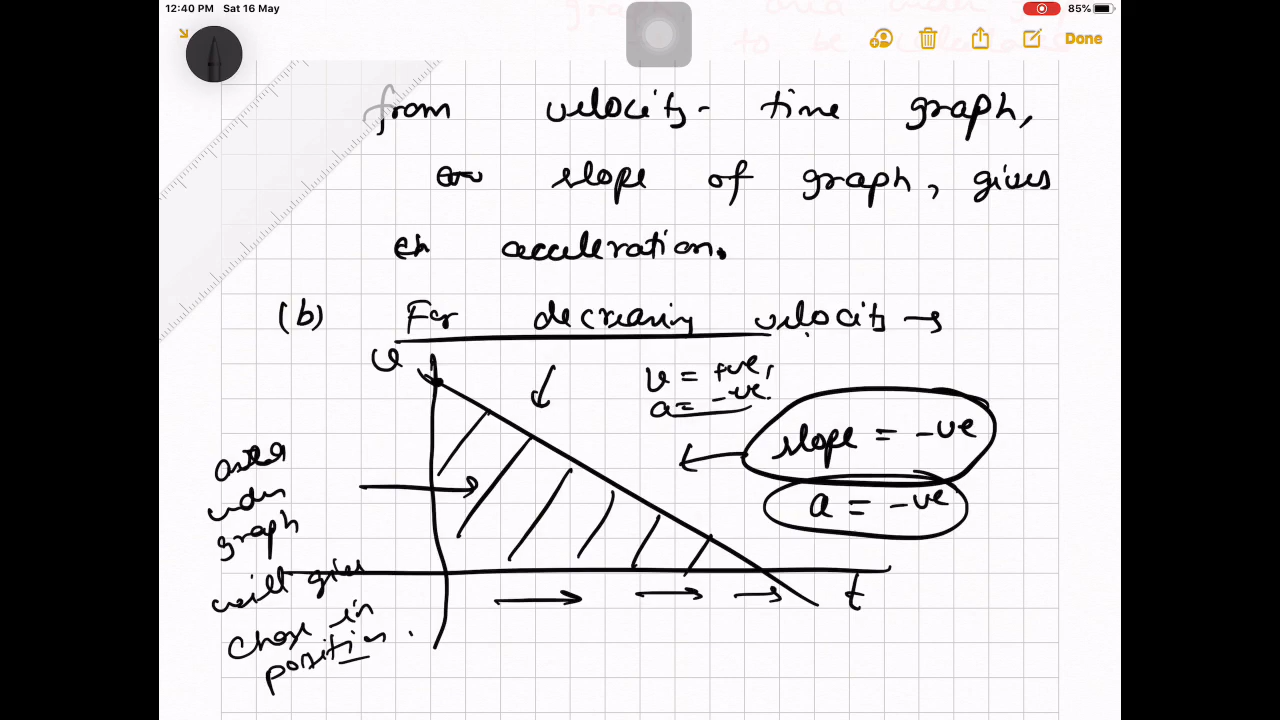 12:40 PM Sat 16 May
85%
Done
from velocity- time graph,
slope of graph, gives
acceleration.
(b) For decreasing velocity →
v
v = +ve,
a = -ve.
slope = -ve
a = -ve
area
under
graph
will give
change in
position.
t